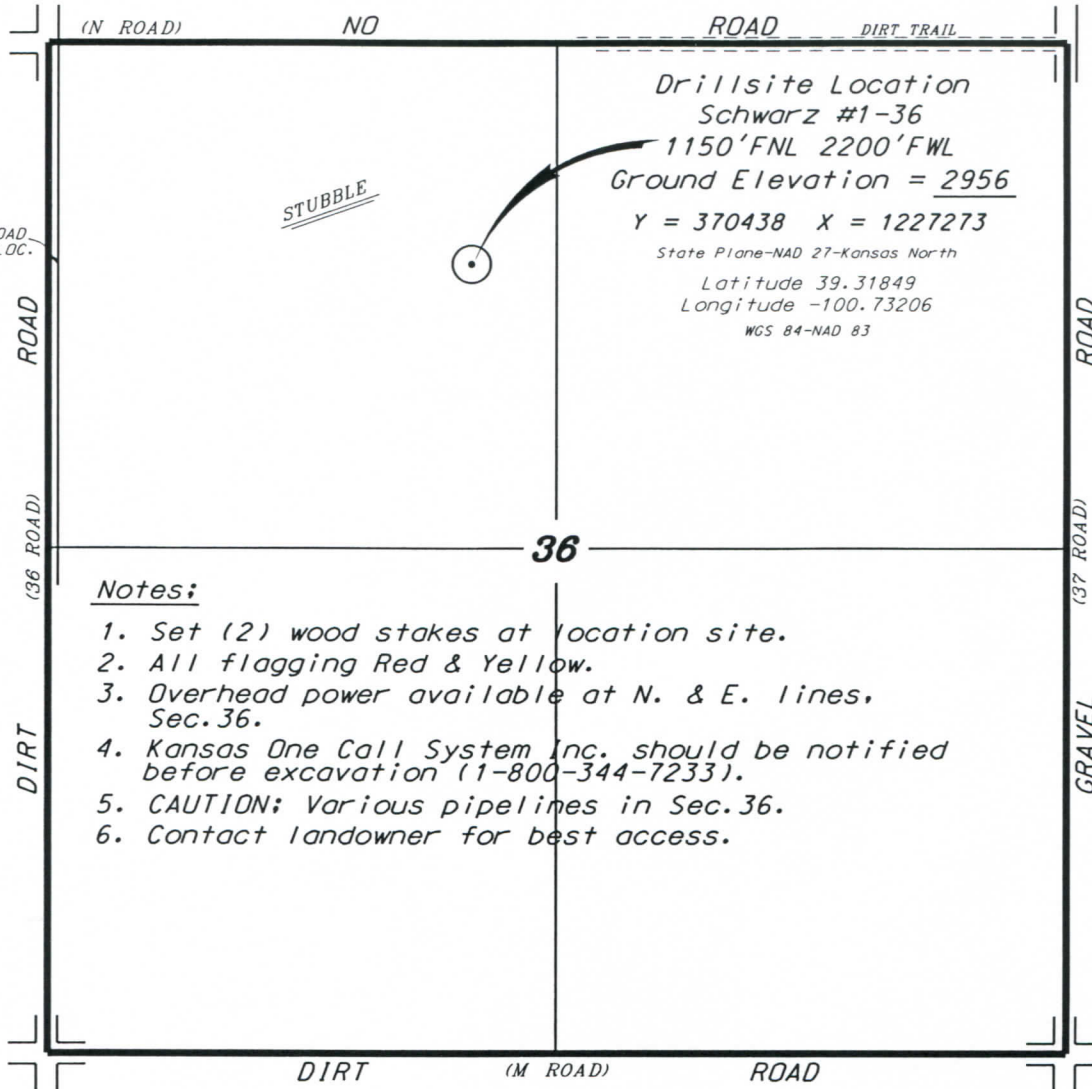 (N ROAD) NO ROAD DIRT TRAIL
Drillsite Location
Schwarz #1-36
1150'FNL 2200'FWL
Ground Elevation = 2956
Y = 370438 X = 1227273
State Plane-NAD 27-Kansas North
Latitude 39.31849
Longitude -100.73206
WGS 84-NAD 83
STUBBLE
LOC.
ROAD
(36 ROAD)
DIRT
ROAD
(37 ROAD)
GRAVEL
36
Notes:
1. Set (2) wood stakes at location site.
2. All flagging Red & Yellow.
3. Overhead power available at N. & E. lines,
Sec.36.
4. Kansas One Call System Inc. should be notified
before excavation (1-800-344-7233).
5. CAUTION: Various pipelines in Sec.36.
6. Contact landowner for best access.
DIRT (M ROAD) ROAD